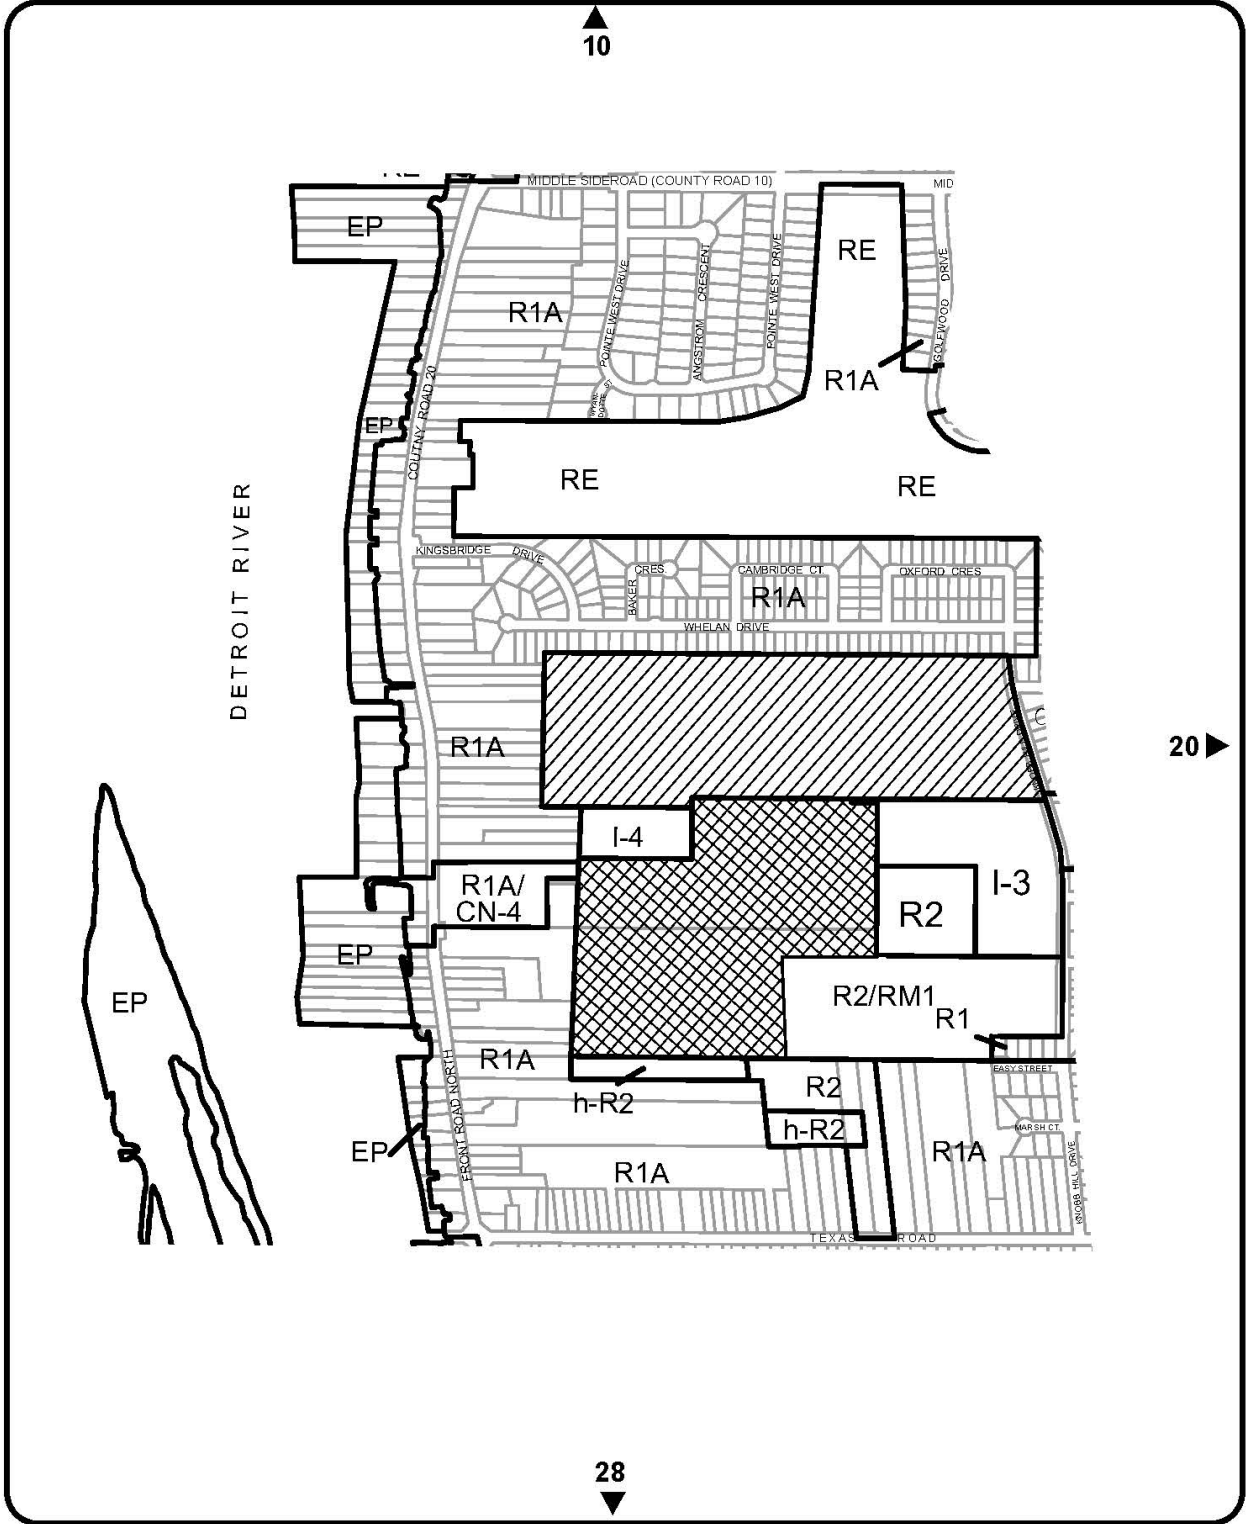 10
MIDDLE SIDEROAD (COUNTY ROAD 10)
MID
EP
RE
R1A
POINTE WEST DRIVE
ANGSTROM CRESCENT
POINTE WEST DRIVE
GOLFWOOD DRIVE
R1A
COUTNY ROAD 20
EP
RE
RE
DETROIT RIVER
KINGSBRIDGE DRIVE
BAKER CRES.
CAMBRIDGE CT.
OXFORD CRES
R1A
WHELAN DRIVE
R1A
20
I-4
R1A/
CN-4
I-3
R2
EP
EP
R2/RM1
R1
R1A
FRONT ROAD NORTH
h-R2
R2
EASY STREET
h-R2
MARSH CT.
EP
R1A
R1A
KNOBB HILL DRIVE
TEXAS ROAD
28